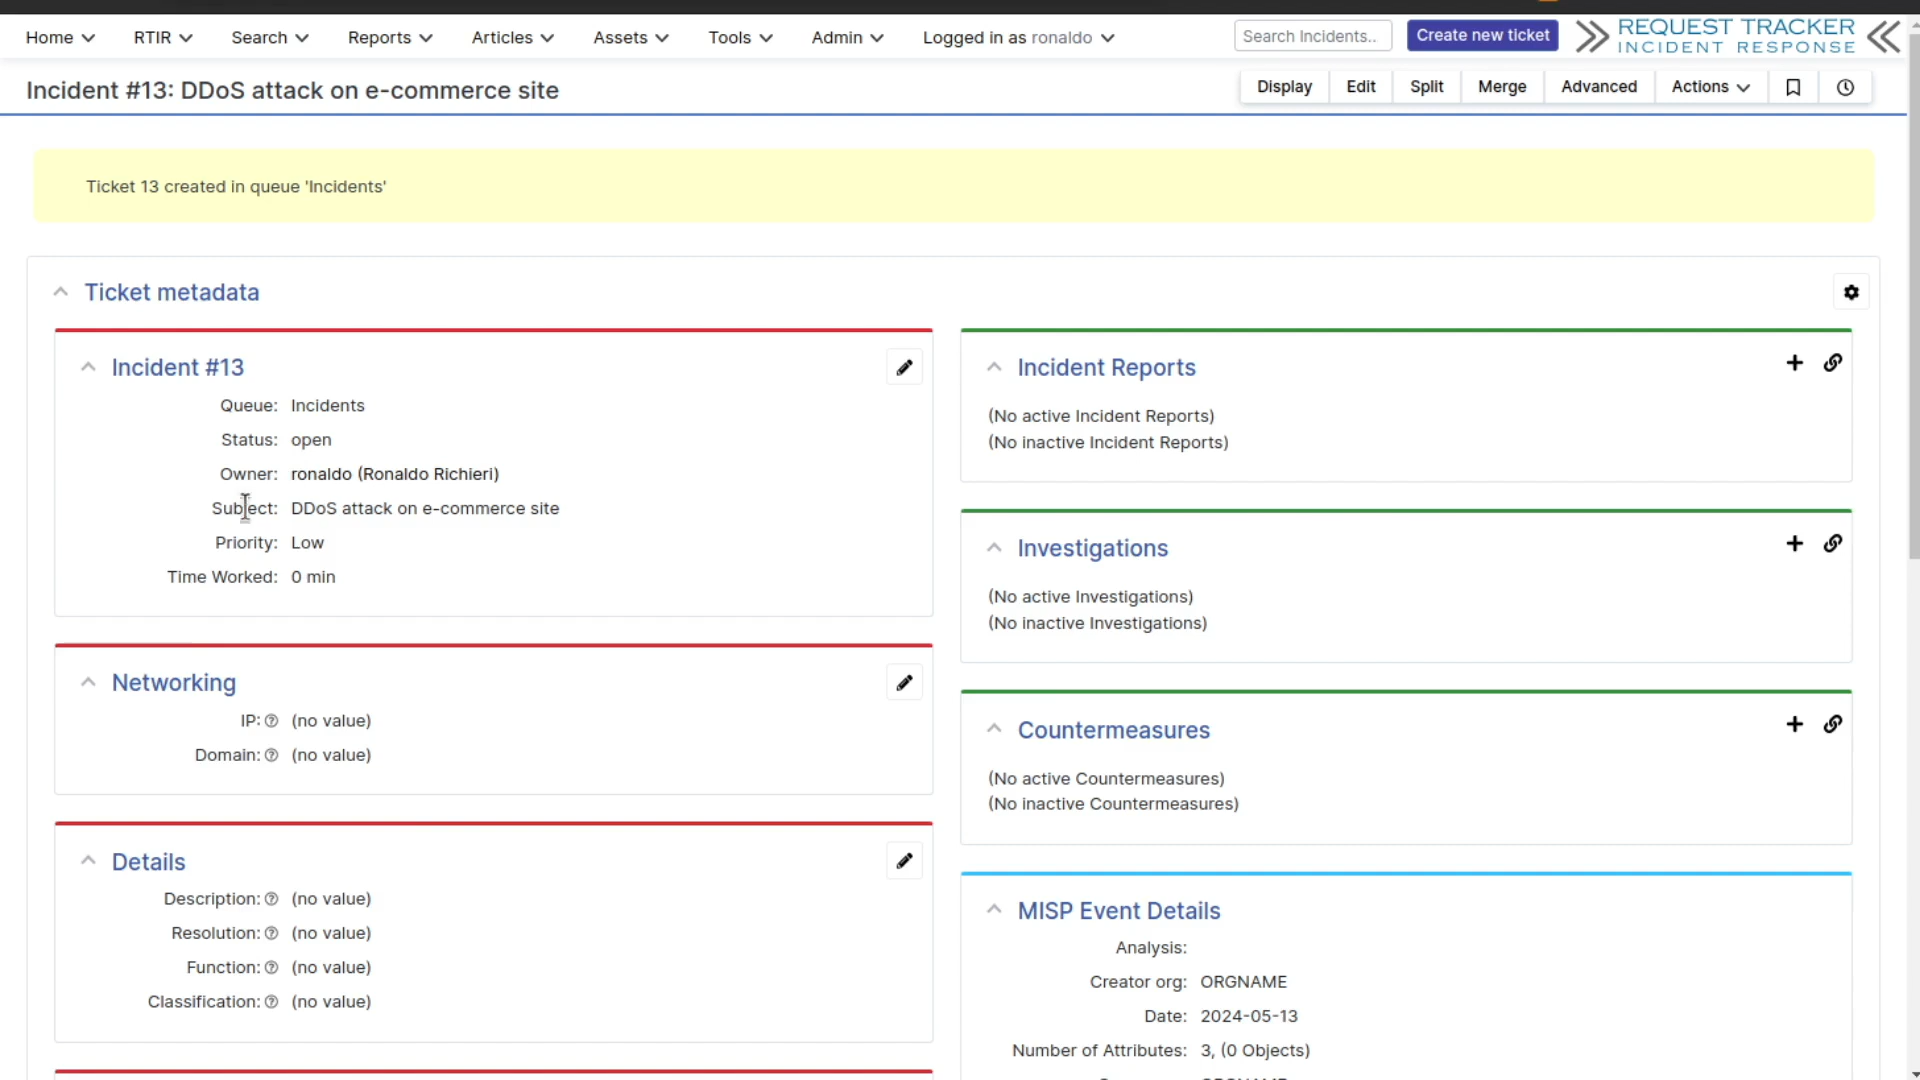 Home RTIR Search Reports Articles Assets Tools Admin Logged in as ronaldo Search Incidents.. Create new ticket REQUEST TRACKER
INCIDENT RESPONSE
Incident #13: DDoS attack on e-commerce site
Display Edit Split Merge Advanced Actions
Ticket 13 created in queue 'Incidents'
Ticket metadata
Incident #13
Queue: Incidents
Status: open
Owner: ronaldo (Ronaldo Richieri)
Subject: DDoS attack on e-commerce site
Priority: Low
Time Worked: 0 min
Networking
IP: (no value)
Domain: (no value)
Details
Description: (no value)
Resolution: (no value)
Function: (no value)
Classification: (no value)
Incident Reports
(No active Incident Reports)
(No inactive Incident Reports)
Investigations
(No active Investigations)
(No inactive Investigations)
Countermeasures
(No active Countermeasures)
(No inactive Countermeasures)
MISP Event Details
Analysis:
Creator org: ORGNAME
Date: 2024-05-13
Number of Attributes: 3, (0 Objects)